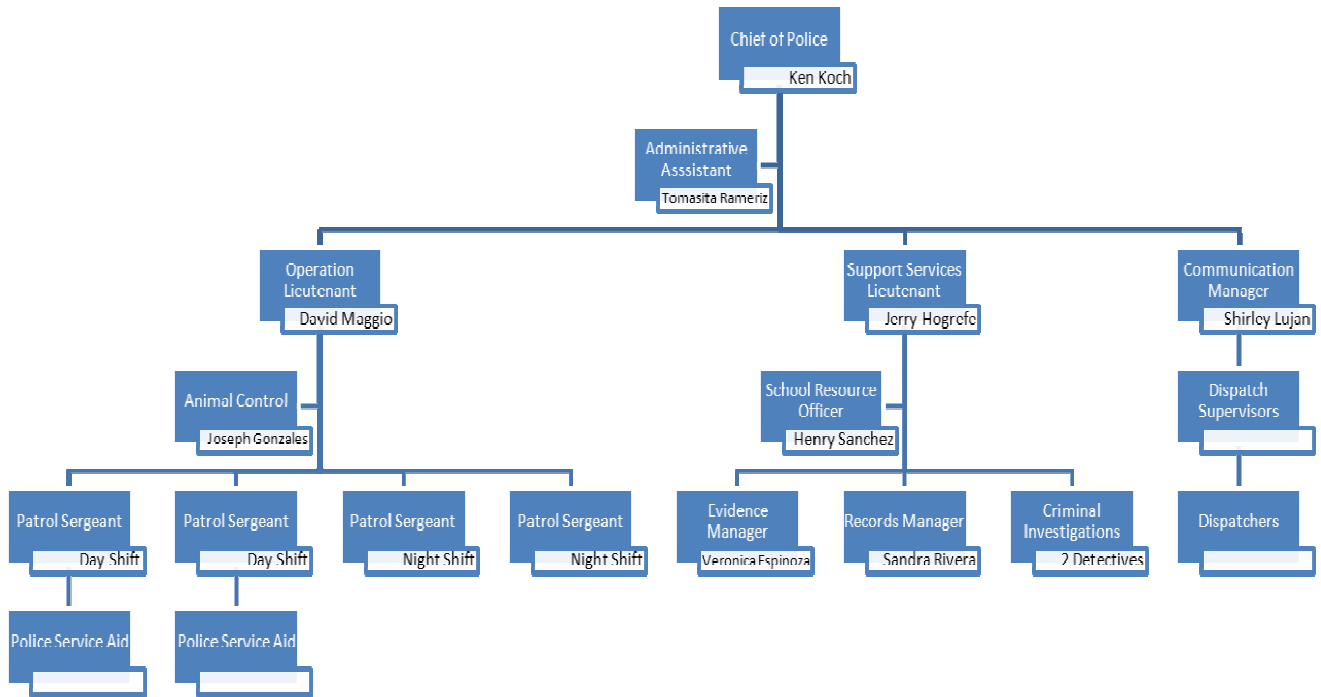 Chief of Police
Ken Koch
Administrative
Asssistant
Tomasita Rameriz
Operation
Lieutenant
David Maggio
Support Services
Lieutenant
Jerry Hogrefe
Communication
Manager
Shirley Lujan
Animal Control
Joseph Gonzales
School Resource
Officer
Henry Sanchez
Dispatch
Supervisors
Patrol Sergeant
Day Shift
Patrol Sergeant
Day Shift
Patrol Sergeant
Night Shift
Patrol Sergeant
Night Shift
Evidence
Manager
Veronica Espinoza
Records Manager
Sandra Rivera
Criminal
Investigations
2 Detectives
Dispatchers
Police Service Aid
Police Service Aid